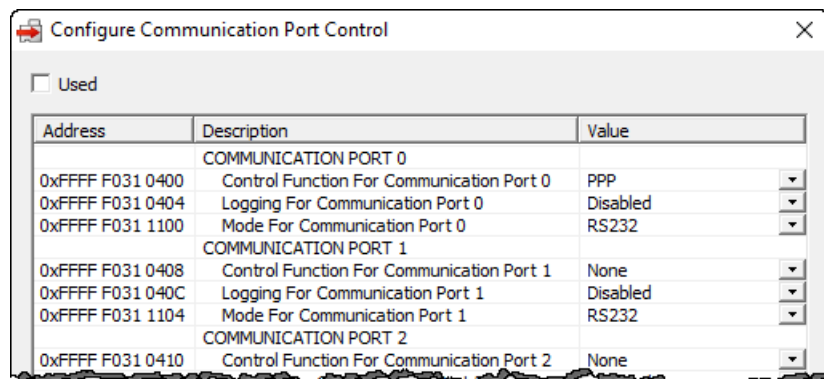 Configure Communication Port Control
Used
Address Description Value
COMMUNICATION PORT 0
0xFFFF F031 0400 Control Function For Communication Port 0 PPP
0xFFFF F031 0404 Logging For Communication Port 0 Disabled
0xFFFF F031 1100 Mode For Communication Port 0 RS232
COMMUNICATION PORT 1
0xFFFF F031 0408 Control Function For Communication Port 1 None
0xFFFF F031 040C Logging For Communication Port 1 Disabled
0xFFFF F031 1104 Mode For Communication Port 1 RS232
COMMUNICATION PORT 2
0xFFFF F031 0410 Control Function For Communication Port 2 None